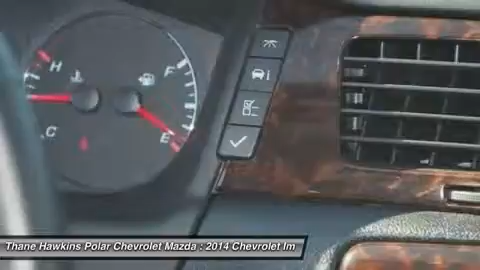 H
F
i
C
E
Thane Hawkins Polar Chevrolet Mazda : 2014 Chevrolet Im